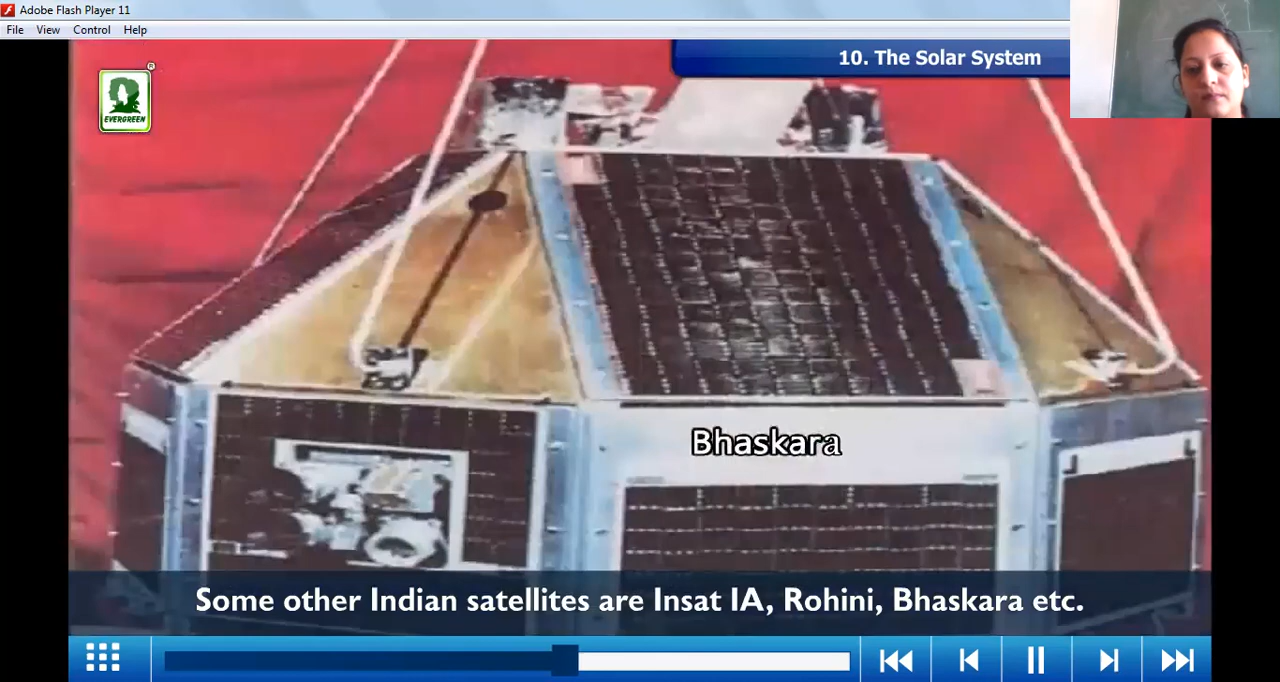 Adobe Flash Player 11
File View Control Help
10. The Solar System
EVERGREEN
Bhaskara
Some other Indian satellites are Insat IA, Rohini, Bhaskara etc.